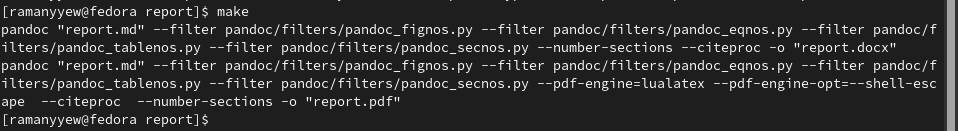 [ramanyyew@fedora report]$ make
pandoc "report.md" --filter pandoc/filters/pandoc_fignos.py --filter pandoc/filters/pandoc_eqnos.py --filter pandoc/f
ilters/pandoc_tablenos.py --filter pandoc/filters/pandoc_secnos.py --number-sections --citeproc -o "report.docx"
pandoc "report.md" --filter pandoc/filters/pandoc_fignos.py --filter pandoc/filters/pandoc_eqnos.py --filter pandoc/f
ilters/pandoc_tablenos.py --filter pandoc/filters/pandoc_secnos.py --pdf-engine=lualatex --pdf-engine-opt=--shell-esc
ape  --citeproc  --number-sections -o "report.pdf"
[ramanyyew@fedora report]$